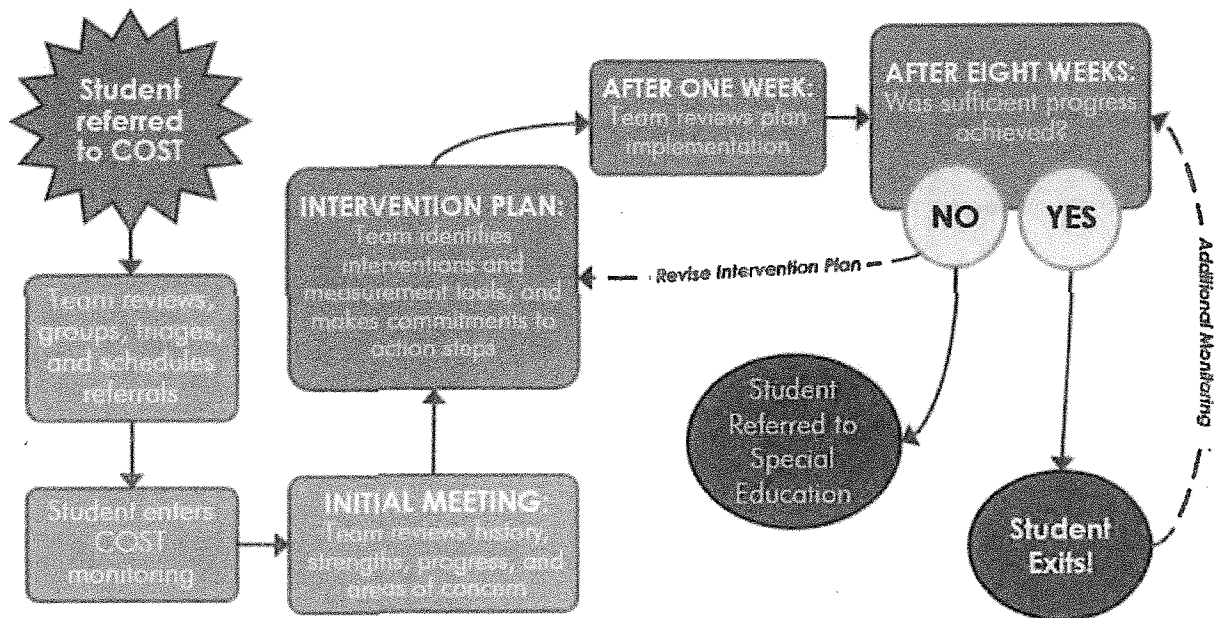 Student
referred
to COST
Team reviews,
groups, triages,
and schedules
referrals
Student enters
COST
monitoring
INITIAL MEETING:
Team reviews history,
strengths, progress, and
areas of concern
INTERVENTION PLAN:
Team identifies
interventions and
measurement tools, and
makes commitments to
action steps
AFTER ONE WEEK:
Team reviews plan
implementation
AFTER EIGHT WEEKS:
Was sufficient progress
achieved?
NO
YES
Revise Intervention Plan
Student
Referred to
Special
Education
Student
Exits!
Additional Monitoring